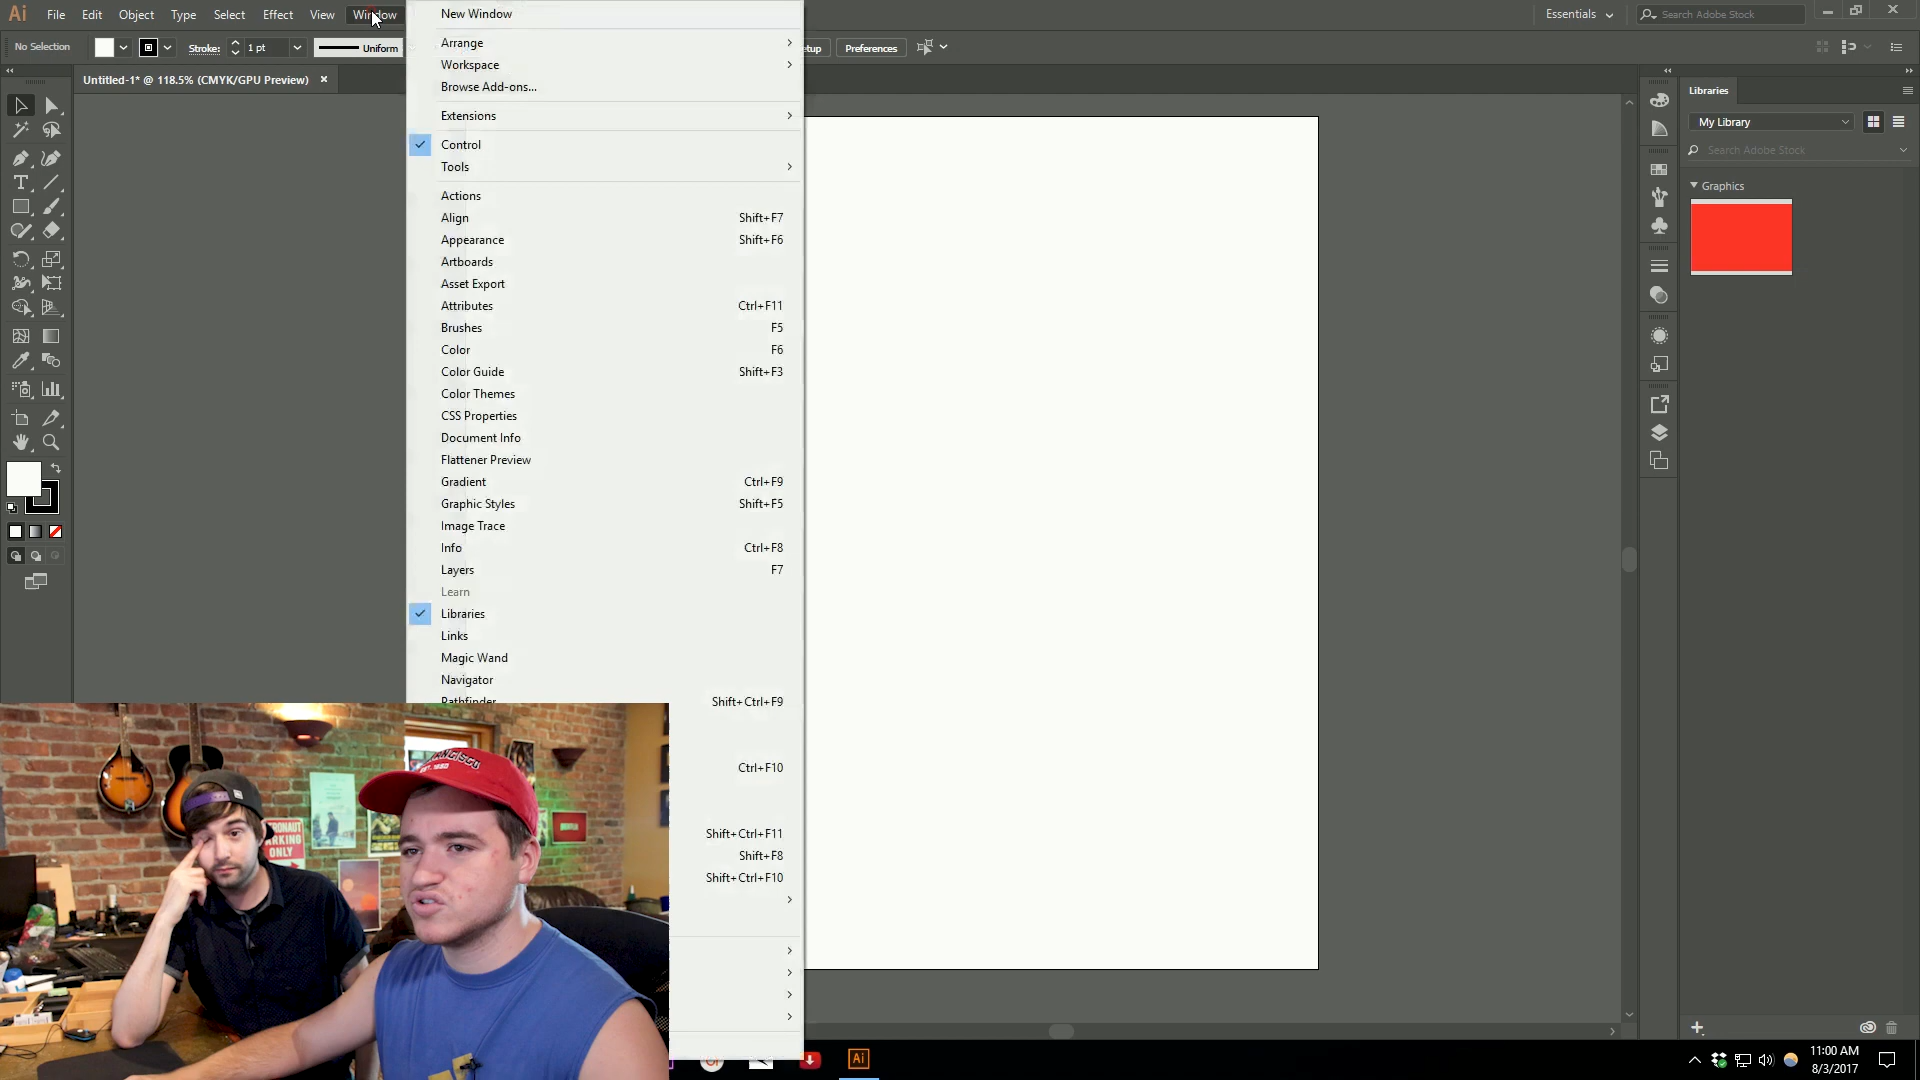 Ai File Edit Object Type Select Effect View Window
Essentials
Search Adobe Stock
No Selection
Stroke: 1 pt
Uniform
Preferences
Untitled-1* @ 118.5% (CMYK/GPU Preview) ×
New Window
Arrange
Workspace
Browse Add-ons...
Extensions
Control
Tools
Actions
Align Shift+F7
Appearance Shift+F6
Artboards
Asset Export
Attributes Ctrl+F11
Brushes F5
Color F6
Color Guide Shift+F3
Color Themes
CSS Properties
Document Info
Flattener Preview
Gradient Ctrl+F9
Graphic Styles Shift+F5
Image Trace
Info Ctrl+F8
Layers F7
Learn
Libraries
Links
Magic Wand
Navigator
Pathfinder Shift+Ctrl+F9
Ctrl+F10
Shift+Ctrl+F11
Shift+F8
Shift+Ctrl+F10
Libraries
My Library
Search Adobe Stock
Graphics
PARKING
ONLY
Ai
11:00 AM
8/3/2017